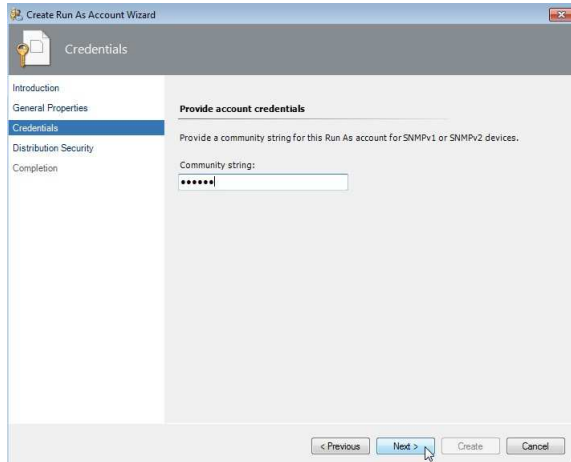 Create Run As Account Wizard
Credentials
Introduction
General Properties
Credentials
Distribution Security
Completion
Provide account credentials
Provide a community string for this Run As account for SNMPv1 or SNMPv2 devices.
Community string:
••••••
< Previous
Next >
Create
Cancel